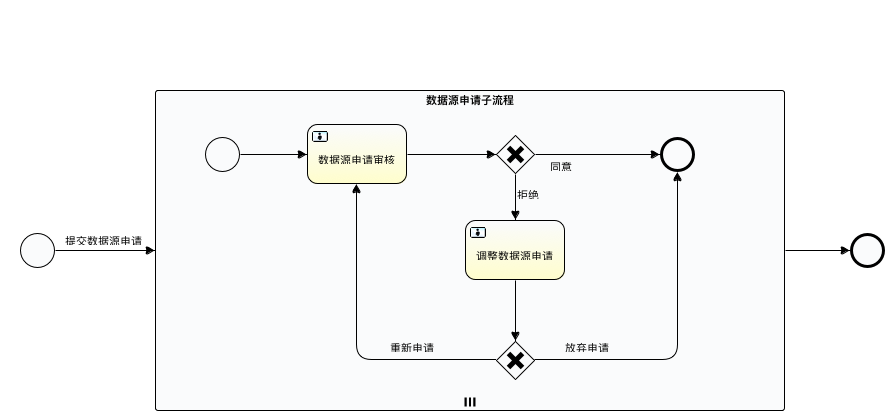 数据源申请子流程
数据源申请审核
同意
拒绝
提交数据源申请
调整数据源申请
重新申请
放弃申请